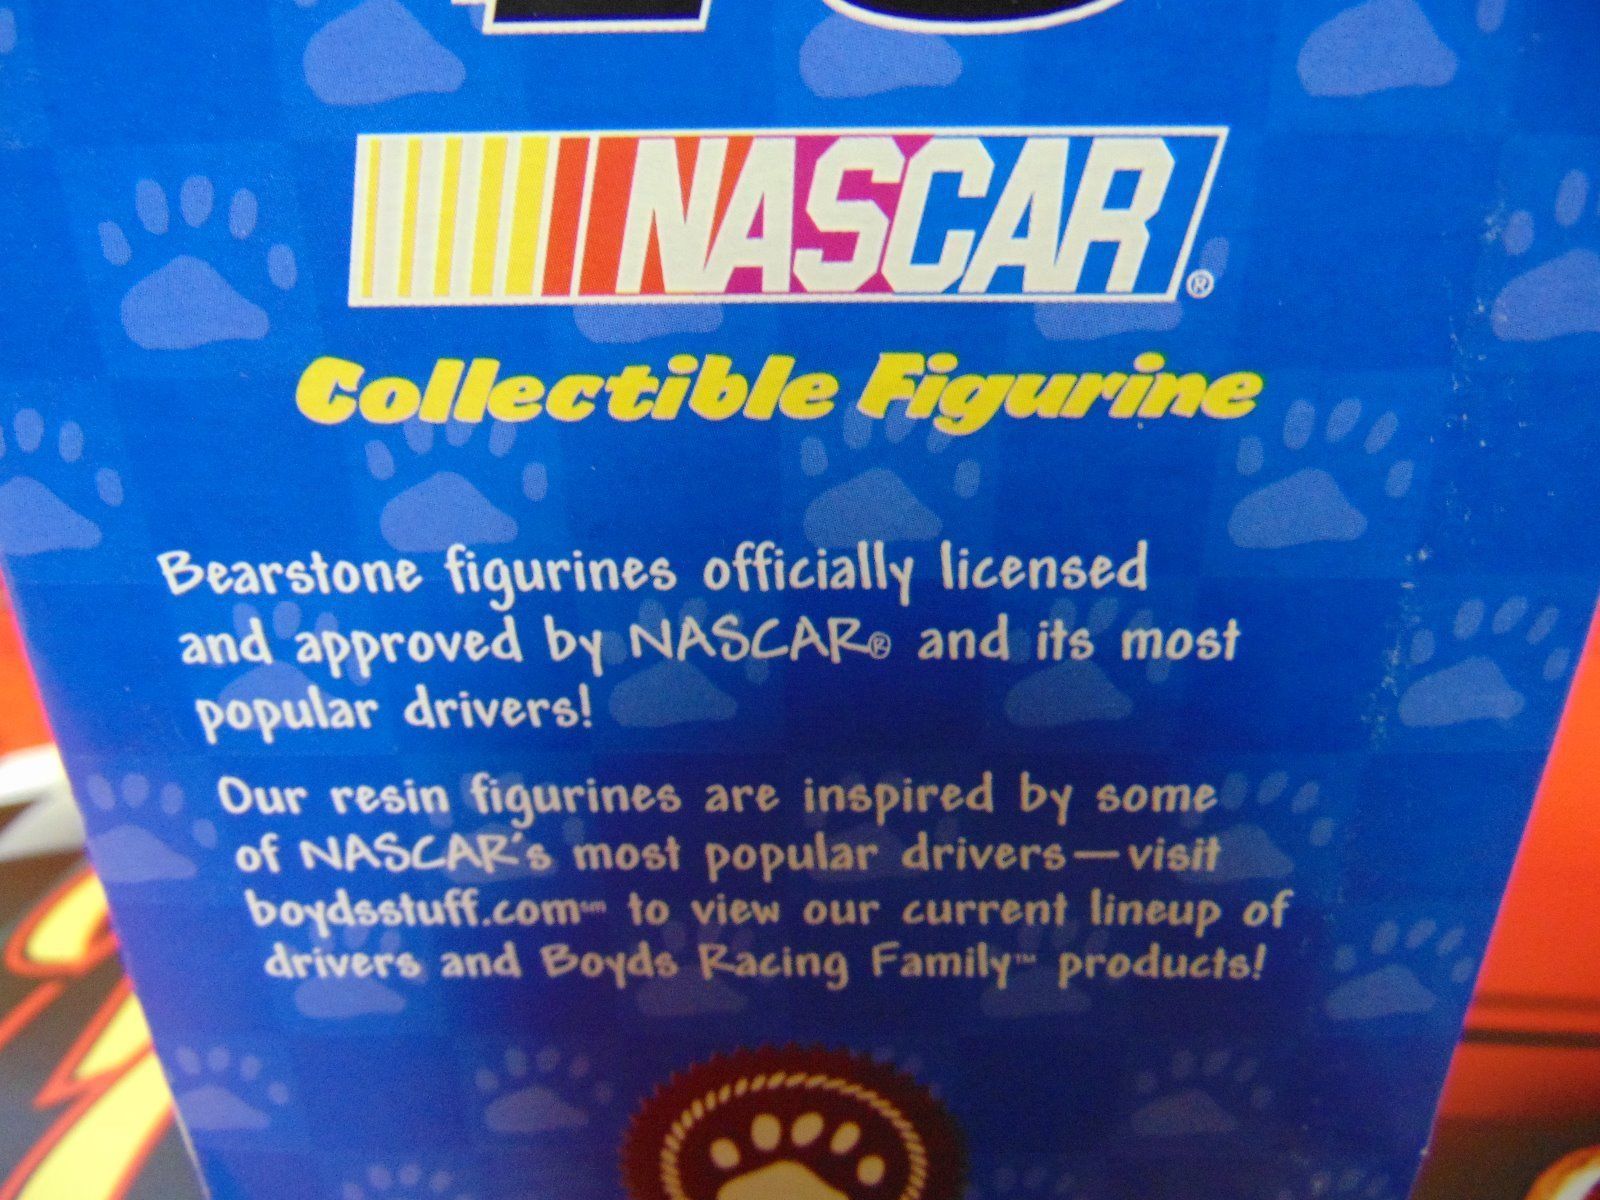 NASCAR®
Collectible Figurine
Bearstone figurines officially licensed
and approved by NASCAR® and its most
popular drivers!
Our resin figurines are inspired by some
of NASCAR's most popular drivers—visit
boydsstuff.com℠ to view our current lineup of
drivers and Boyds Racing Family™ products!